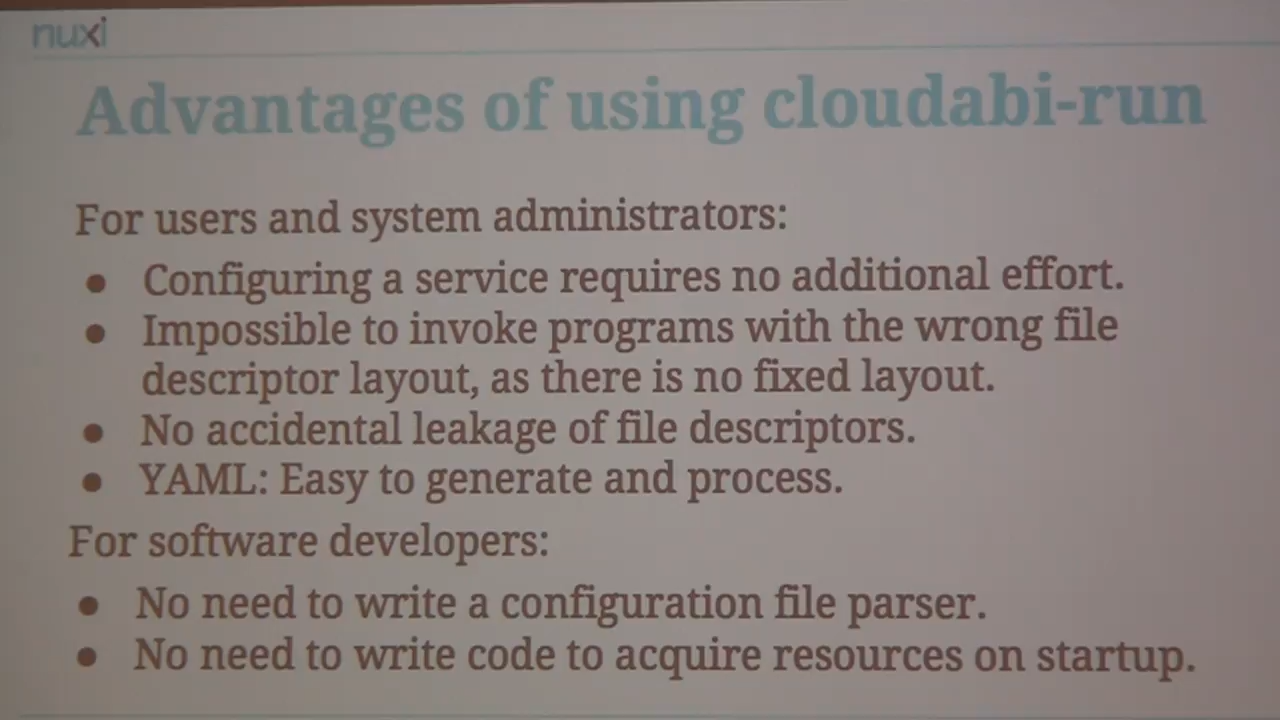 nuxi
Advantages of using cloudabi-run
For users and system administrators:
● Configuring a service requires no additional effort.
● Impossible to invoke programs with the wrong file
descriptor layout, as there is no fixed layout.
● No accidental leakage of file descriptors.
● YAML: Easy to generate and process.
For software developers:
● No need to write a configuration file parser.
● No need to write code to acquire resources on startup.